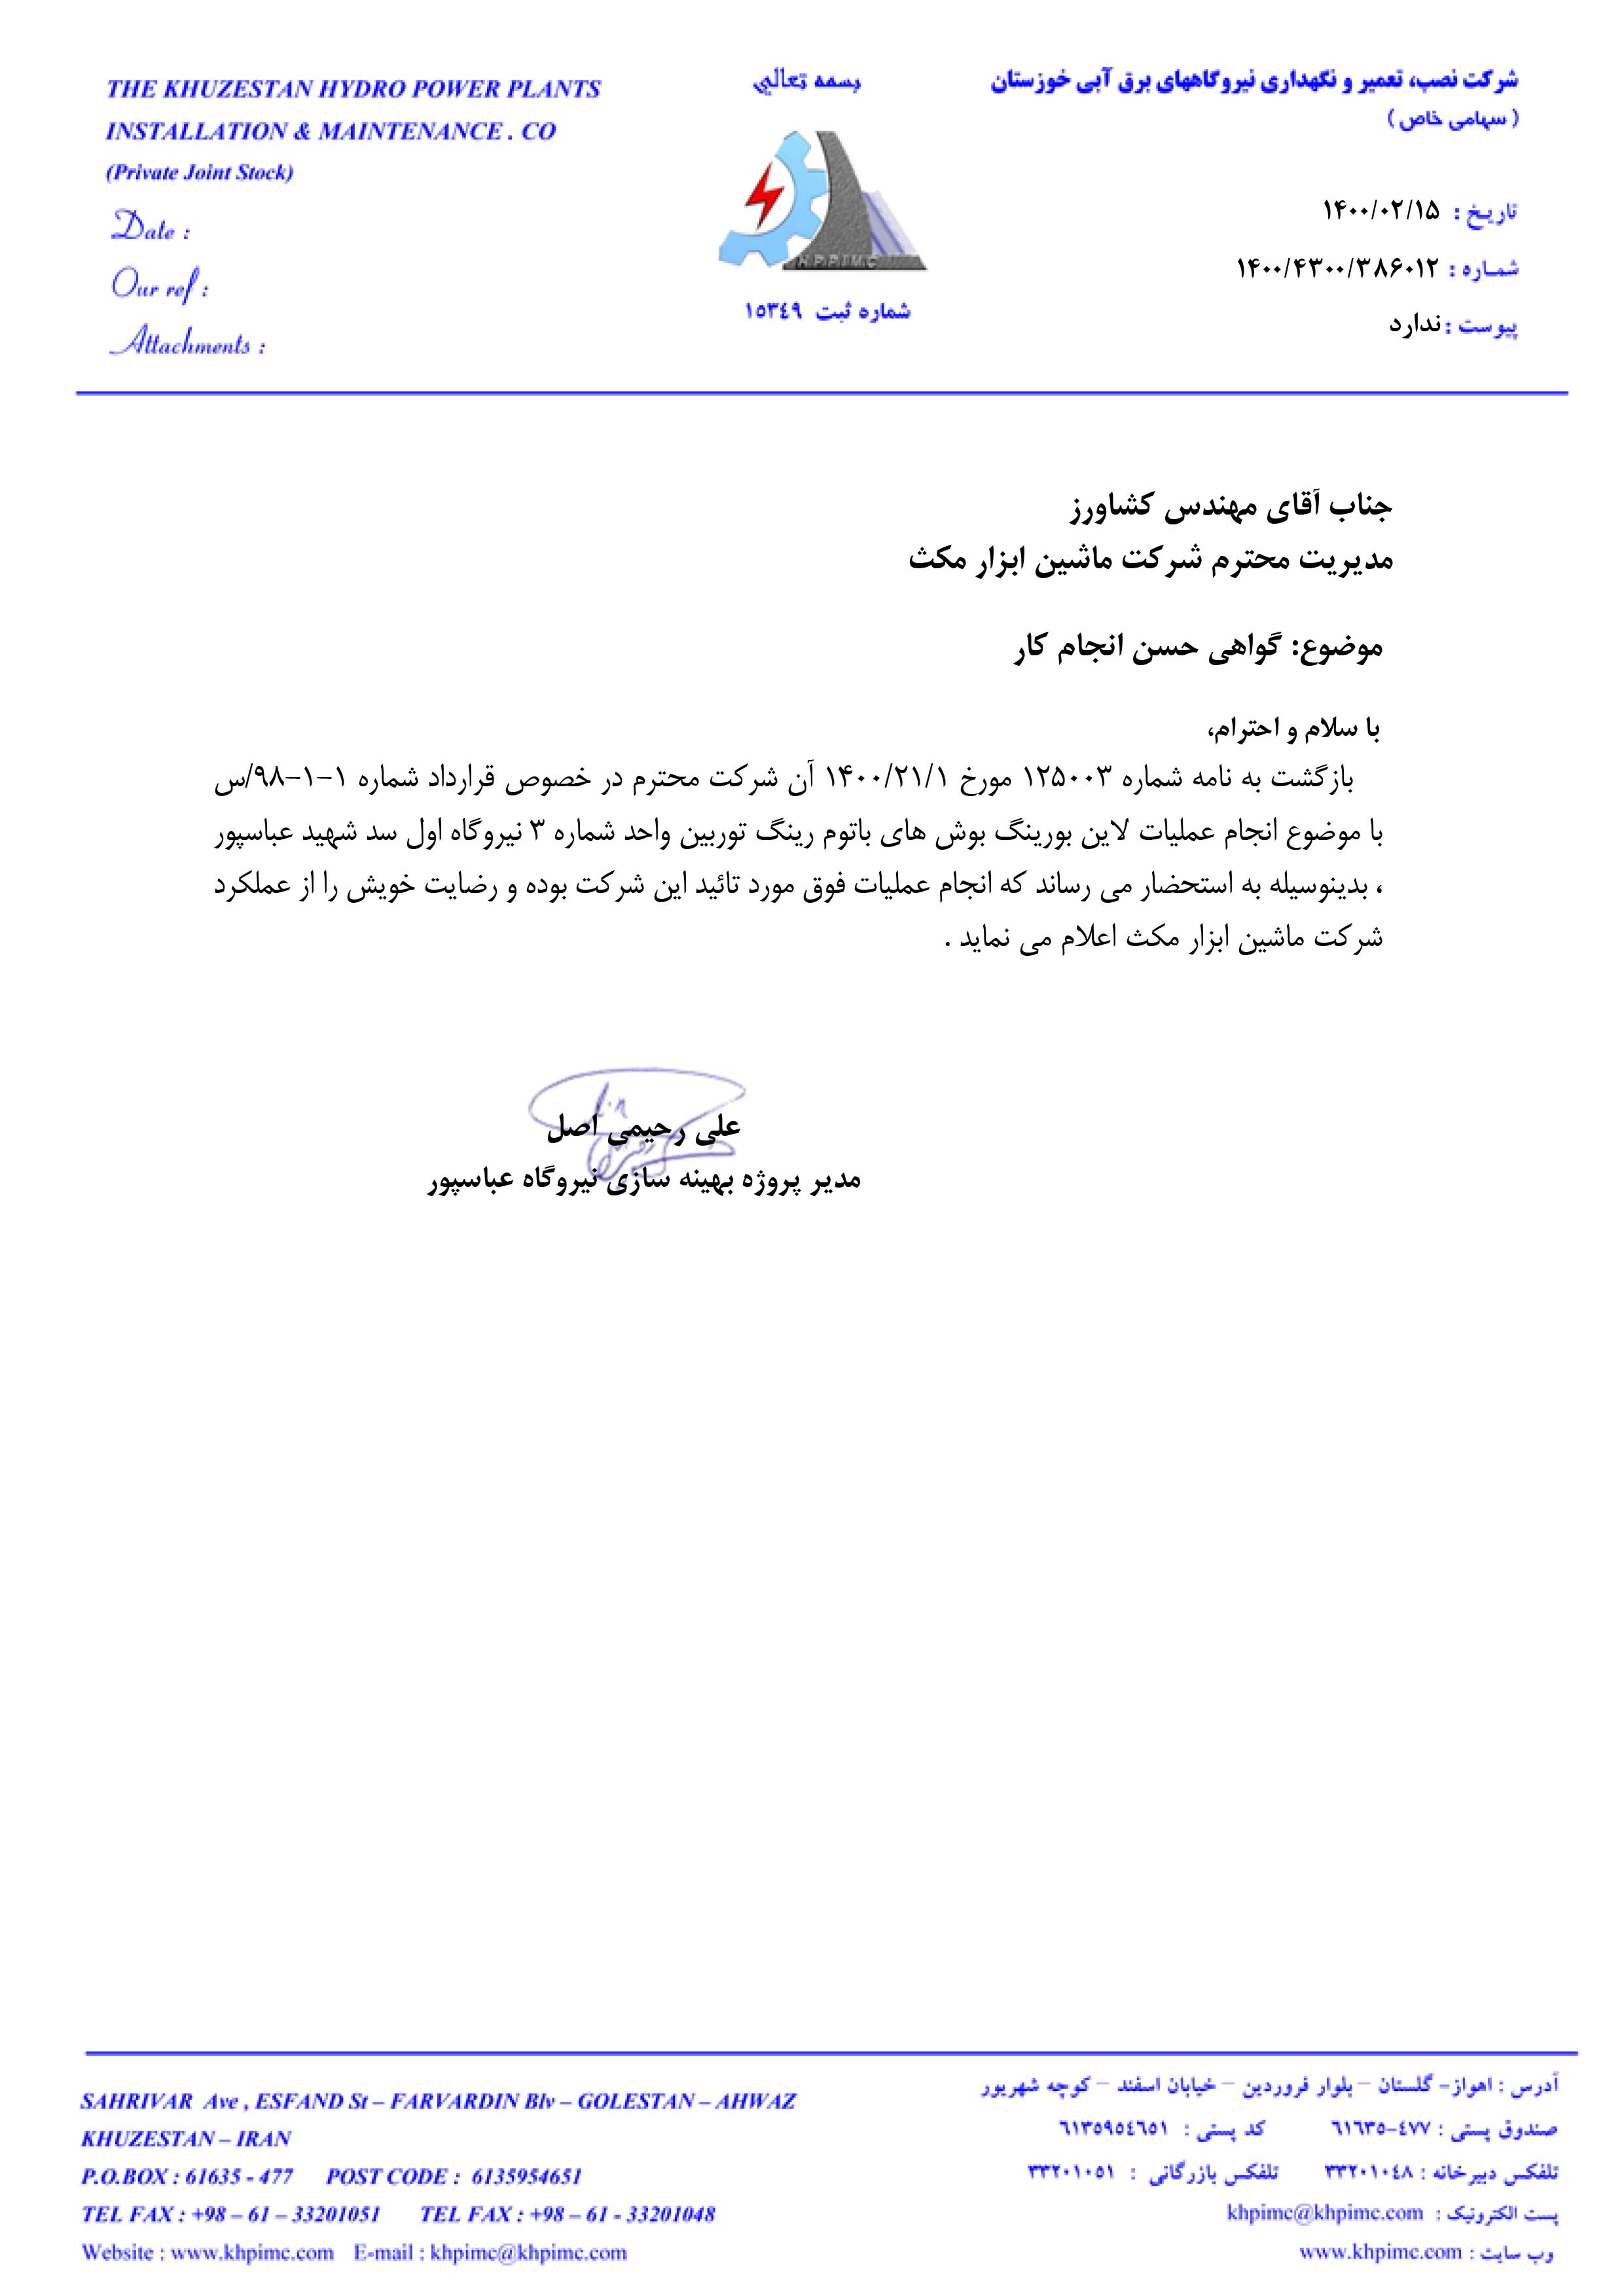 THE KHUZESTAN HYDRO POWER PLANTS
INSTALLATION & MAINTENANCE . CO
(Private Joint Stock)
Date :
Our ref :
Attachments :
بسمه تعالي
H.P.P.I.M.C
شماره ثبت ١٥٣٤٩
شرکت نصب، تعمیر و نگهداری نیروگاههای برق آبی خوزستان
( سهامی خاص )
تاریخ : ۱۴۰۰/۰۲/۱۵
شماره : ۱۴۰۰/۴۳۰۰/۳۸۶۰۱۲
پیوست : ندارد
جناب آقای مهندس کشاورز
مدیریت محترم شرکت ماشین ابزار مکث
موضوع: گواهی حسن انجام کار
با سلام و احترام،
بازگشت به نامه شماره ۱۲۵۰۰۳ مورخ ۱۴۰۰/۲۱/۱ آن شرکت محترم در خصوص قرارداد شماره ۱-۱-۹۸/س
با موضوع انجام عملیات لاین بورینگ بوش های باتوم رینگ توربین واحد شماره ۳ نیروگاه اول سد شهید عباسپور
، بدینوسیله به استحضار می رساند که انجام عملیات فوق مورد تائید این شرکت بوده و رضایت خویش را از عملکرد
شرکت ماشین ابزار مکث اعلام می نماید .
علی رحیمی اصل
مدیر پروژه بهینه سازی نیروگاه عباسپور
SAHRIVAR Ave , ESFAND St – FARVARDIN Blv – GOLESTAN – AHWAZ
KHUZESTAN – IRAN
P.O.BOX : 61635 - 477 POST CODE : 6135954651
TEL FAX : +98 – 61 – 33201051 TEL FAX : +98 – 61 - 33201048
Website : www.khpimc.com E-mail : khpimc@khpimc.com
آدرس : اهواز- گلستان – بلوار فروردین – خیابان اسفند – کوچه شهریور
صندوق پستی : ٤٧٧-٦١٦٣٥ کد پستی : ٦١٣٥٩٥٤٦٥١
تلفکس دبیرخانه : ٣٣٢٠١٠٤٨ تلفکس بازرگانی : ٣٣٢٠١٠٥١
پست الکترونیک : khpimc@khpimc.com
وب سایت : www.khpimc.com